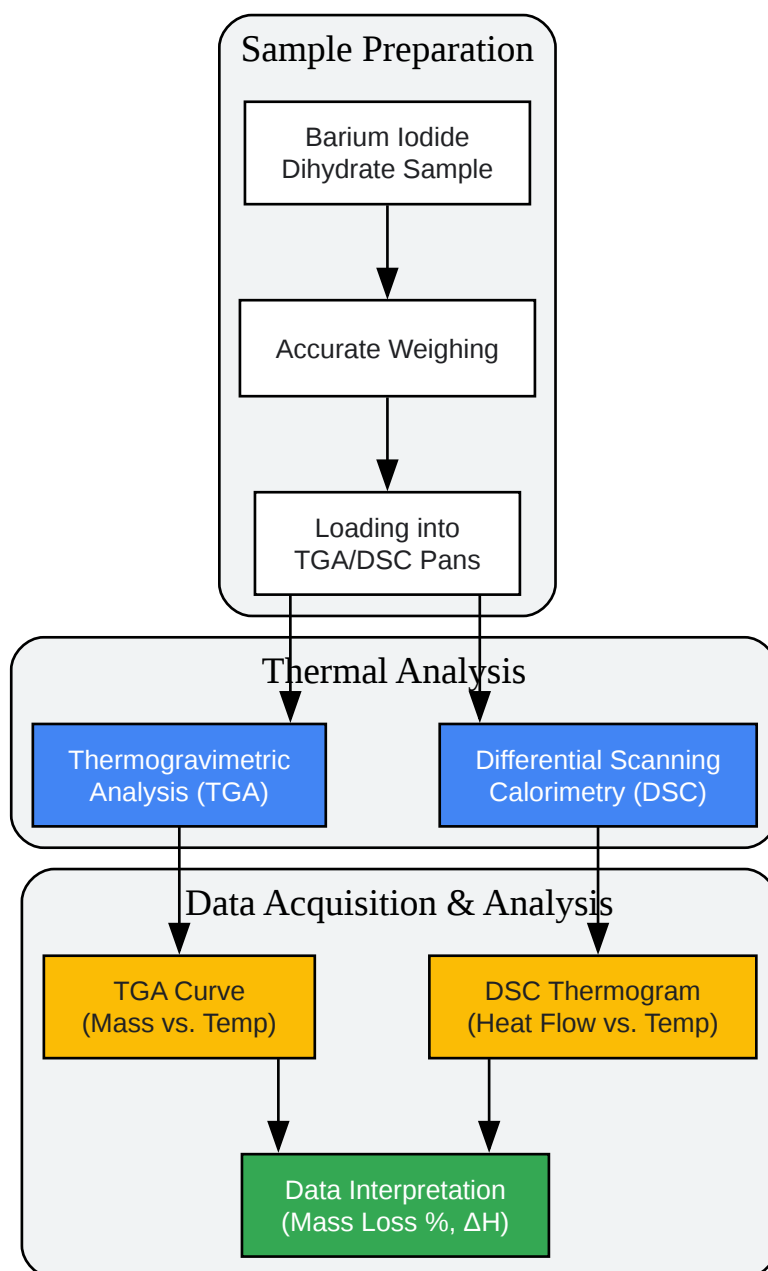 Sample Preparation
Barium Iodide
Dihydrate Sample
Accurate Weighing
Loading into
TGA/DSC Pans
Thermal Analysis
Thermogravimetric
Analysis (TGA)
Differential Scanning
Calorimetry (DSC)
Data Acquisition & Analysis
TGA Curve
(Mass vs. Temp)
DSC Thermogram
(Heat Flow vs. Temp)
Data Interpretation
(Mass Loss %, ΔH)